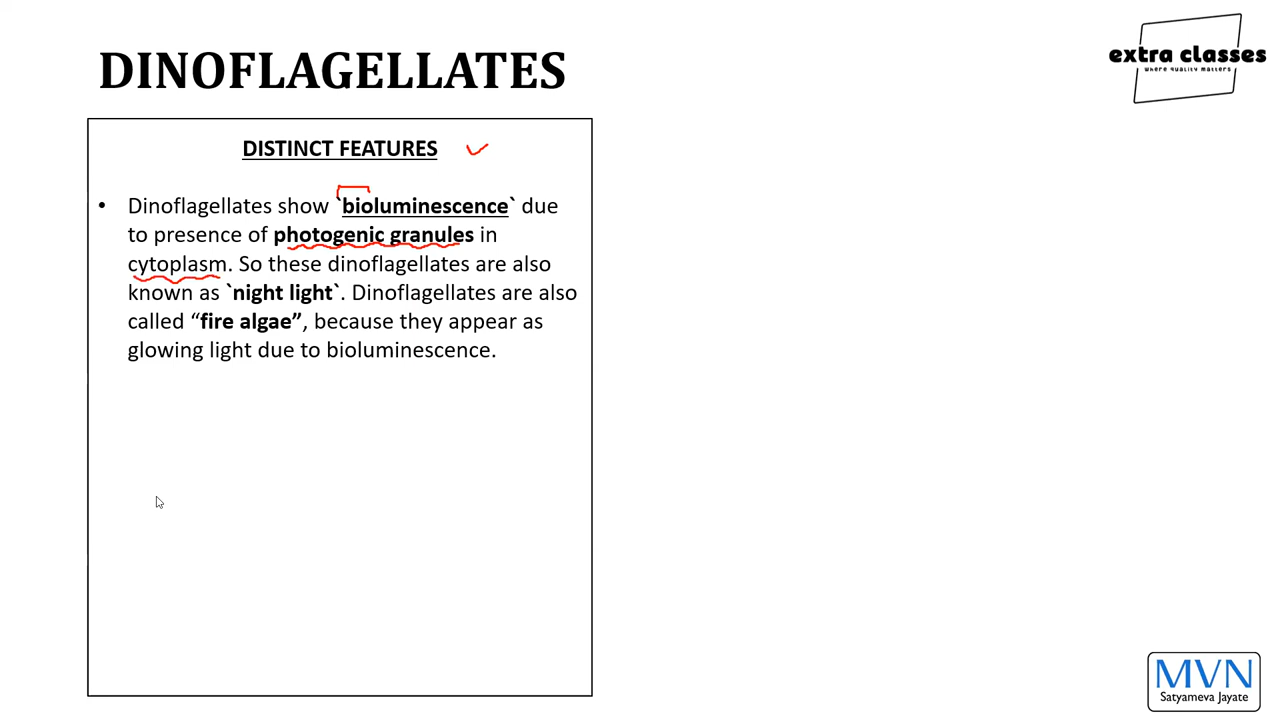 DINOFLAGELLATES
extra classes
where quality matters
DISTINCT FEATURES
• Dinoflagellates show `bioluminescence` due
to presence of photogenic granules in
cytoplasm. So these dinoflagellates are also
known as `night light`. Dinoflagellates are also
called “fire algae”, because they appear as
glowing light due to bioluminescence.
MVN
Satyameva Jayate